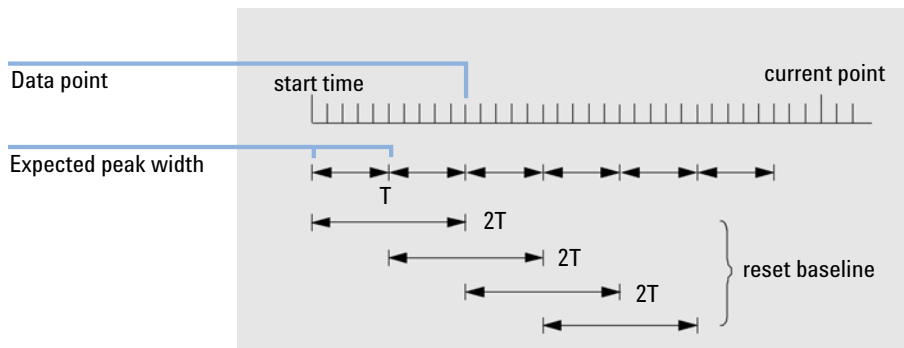 Data point
start time
current point
Expected peak width
T
2T
2T
2T
reset baseline